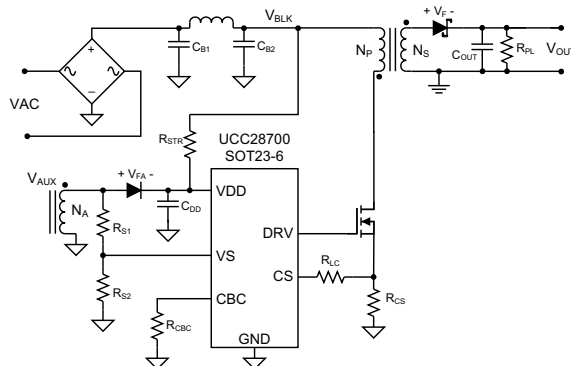 + VF -
VBLK
CB1
CB2
NP
NS
COUT
RPL
VOUT
VAC
RSTR
UCC28700
SOT23-6
VAUX
+ VFA -
NA
CDD
VDD
RS1
DRV
VS
RLC
CS
RS2
CBC
RCS
RCBC
GND